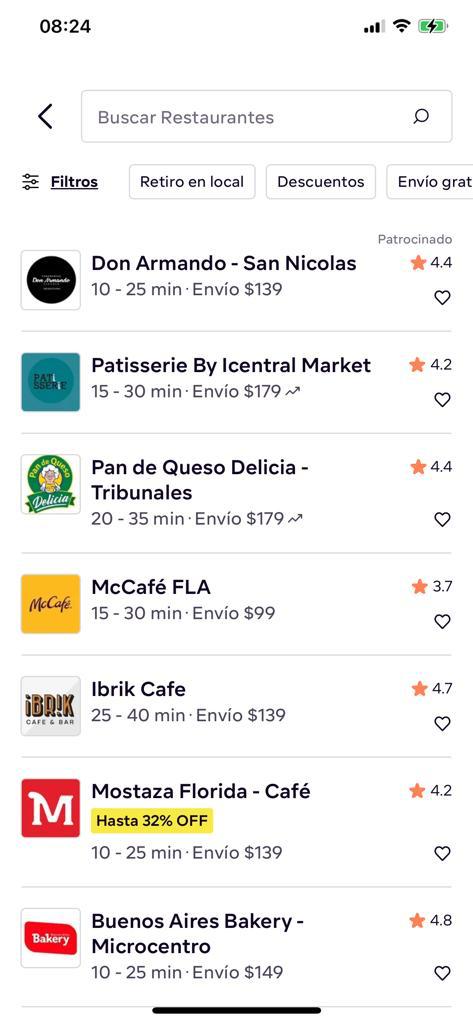 08:24
Buscar Restaurantes
Filtros
Retiro en local
Descuentos
Envío grat
Patrocinado
Don Armando
Don Armando - San Nicolas
4.4
10 - 25 min · Envío $139
PATISSERIE
Patisserie By Icentral Market
4.2
15 - 30 min · Envío $179
Pan de Queso
Delicia
Pan de Queso Delicia -
Tribunales
4.4
20 - 35 min · Envío $179
McCafé
McCafé FLA
3.7
15 - 30 min · Envío $99
iBRiK
CAFE & BAR
Ibrik Cafe
4.7
25 - 40 min · Envío $139
M
Mostaza Florida - Café
4.2
Hasta 32% OFF
10 - 25 min · Envío $139
Bakery
Buenos Aires Bakery -
Microcentro
4.8
10 - 25 min · Envío $149